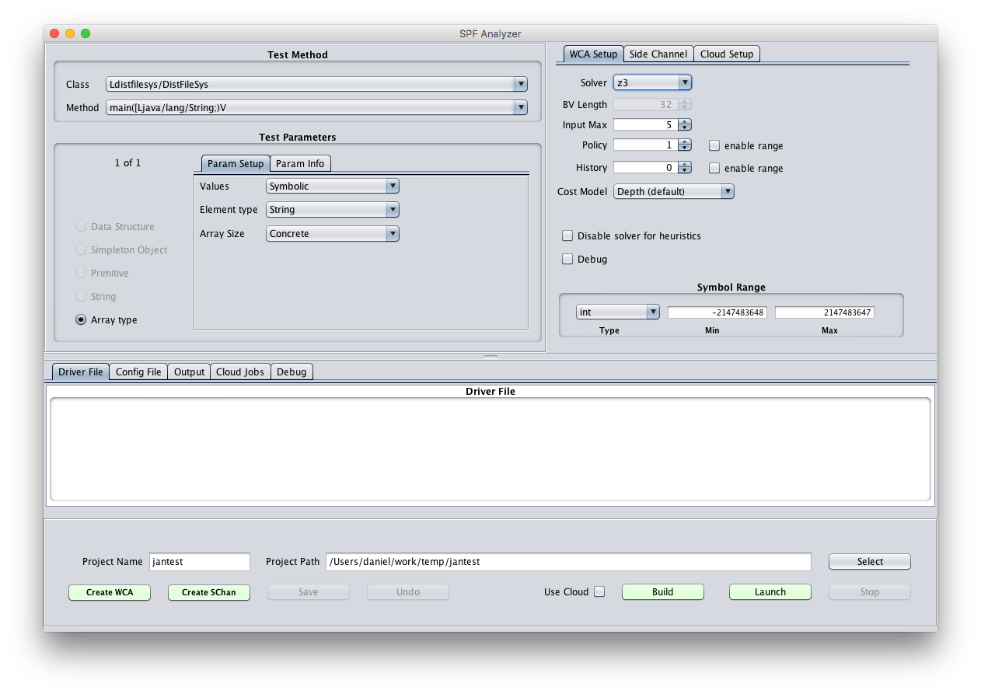 SPF Analyzer
Test Method
Class Ldistfilesys/DistFileSys
Method main([Ljava/lang/String;)V
Test Parameters
1 of 1
Param Setup Param Info
Values Symbolic
Element type String
Array Size Concrete
Data Structure
Simpleton Object
Primitive
String
Array type
WCA Setup Side Channel Cloud Setup
Solver z3
BV Length 32
Input Max 5
Policy 1 enable range
History 0 enable range
Cost Model Depth (default)
Disable solver for heuristics
Debug
Symbol Range
int -2147483648 2147483647
Type Min Max
Driver File Config File Output Cloud Jobs Debug
Driver File
Project Name jantest Project Path /Users/daniel/work/temp/jantest Select
Create WCA Create SChan Save Undo Use Cloud Build Launch Stop